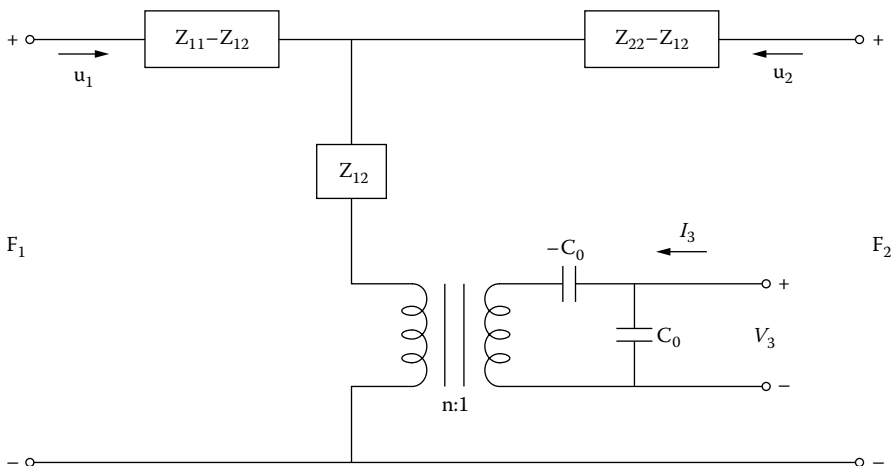 + Z₁₁–Z₁₂ Z₂₂–Z₁₂ +
u₁ u₂
Z₁₂
F₁ –C₀ I₃ F₂
+
C₀ V₃
–
n:1
– –